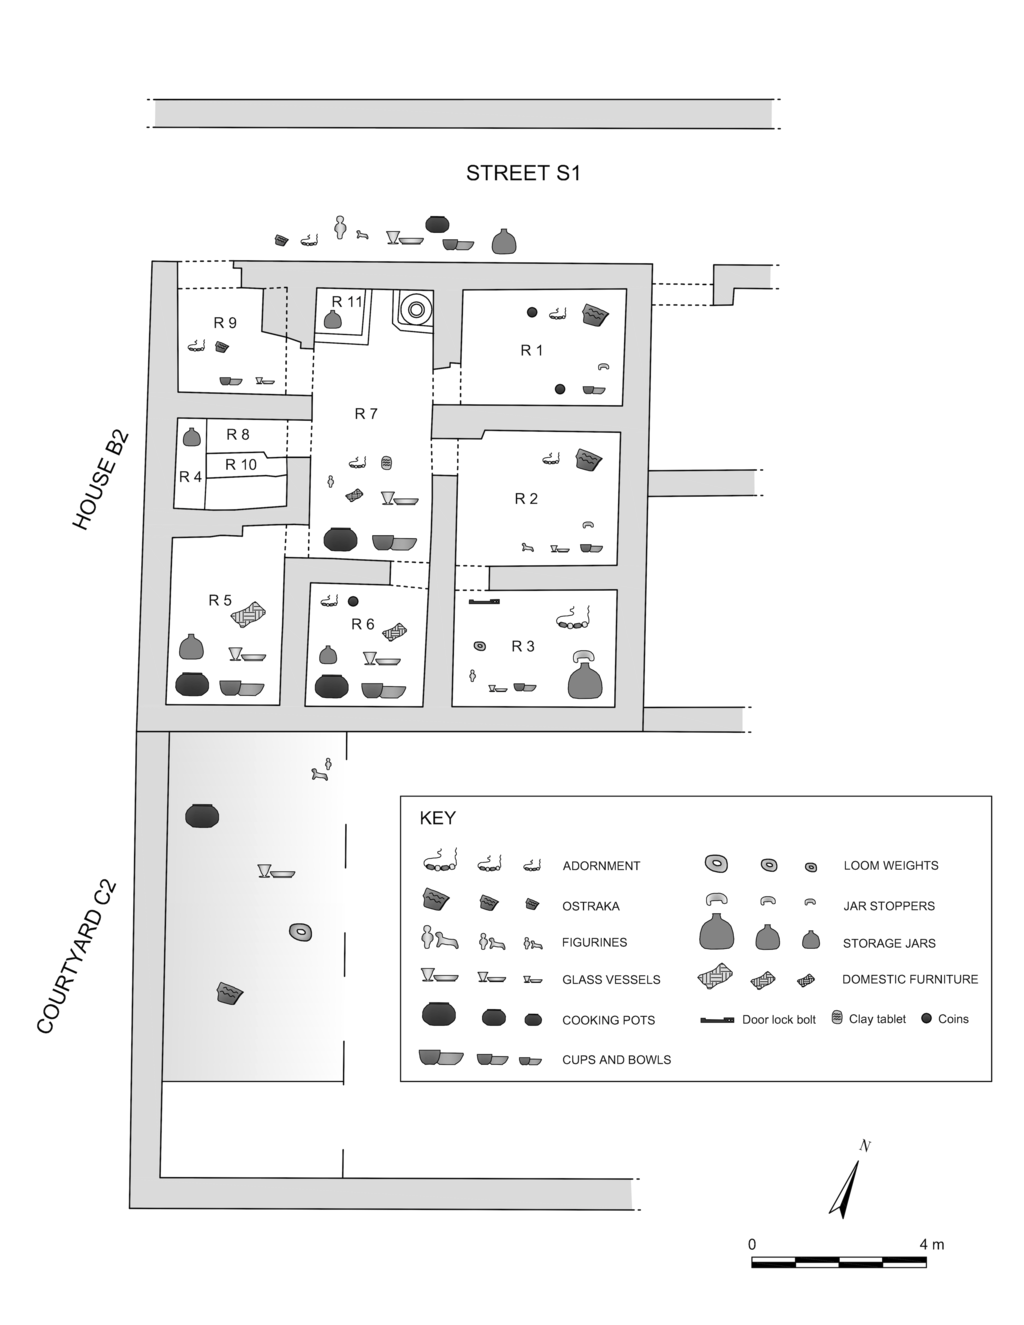 STREET S1
R 11
R 9
R 1
R 7
R 8
R 10
R 4
R 2
HOUSE B2
R 5
R 6
R 3
COURTYARD C2
KEY
ADORNMENT
OSTRAKA
FIGURINES
GLASS VESSELS
COOKING POTS
CUPS AND BOWLS
LOOM WEIGHTS
JAR STOPPERS
STORAGE JARS
DOMESTIC FURNITURE
Door lock bolt
Clay tablet
Coins
N
0
4 m